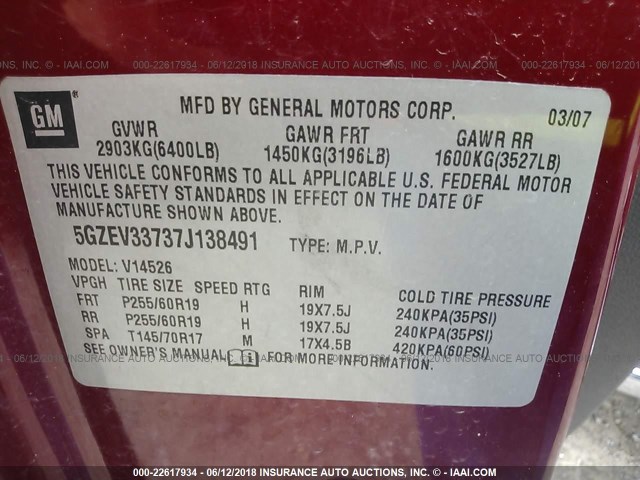 INSURANCE AUCTIONS, INC. - © IAAI.COM 000-22617934 - 06/12/2018 INSURANCE AUTO AUCTIONS, INC. - © IAAI.COM
GM
MFD BY GENERAL MOTORS CORP. 03/07
GVWR GAWR FRT GAWR RR
2903KG(6400LB) 1450KG(3196LB) 1600KG(3527LB)
THIS VEHICLE CONFORMS TO ALL APPLICABLE U.S. FEDERAL MOTOR
VEHICLE SAFETY STANDARDS IN EFFECT ON THE DATE OF
MANUFACTURE SHOWN ABOVE.
5GZEV33737J138491 TYPE: M.P.V.
MODEL: V14526
VPGH TIRE SIZE SPEED RTG RIM COLD TIRE PRESSURE
FRT P255/60R19 H 19X7.5J 240KPA(35PSI)
RR P255/60R19 H 19X7.5J 240KPA(35PSI)
SPA T145/70R17 M 17X4.5B 420KPA(60PSI)
SEE OWNER'S MANUAL i FOR MORE INFORMATION.
000-22617934 - 06/12/2018 INSURANCE AUTO AUCTIONS, INC. - © IAAI.COM